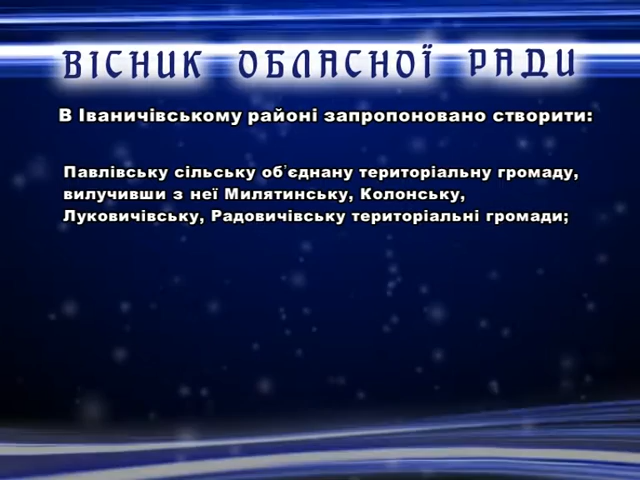 ВІСНИК ОБЛАСНОЇ РАДИ
В Іваничівському районі запропоновано створити:
Павлівську сільську об'єднану територіальну громаду,
вилучивши з неї Милятинську, Колонську,
Луковичівську, Радовичівську територіальні громади;